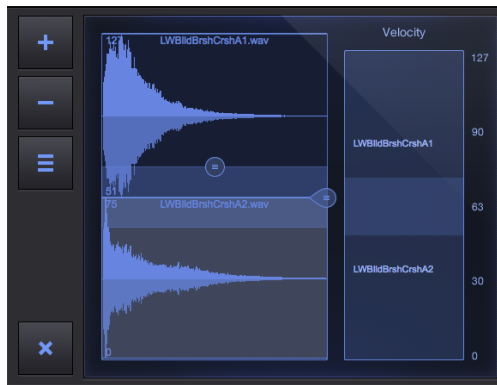 Velocity
127
LWBlldBrshCrshA1.wav
127
90
LWBlldBrshCrshA1
51
75
LWBlldBrshCrshA2.wav
63
LWBlldBrshCrshA2
30
0
0